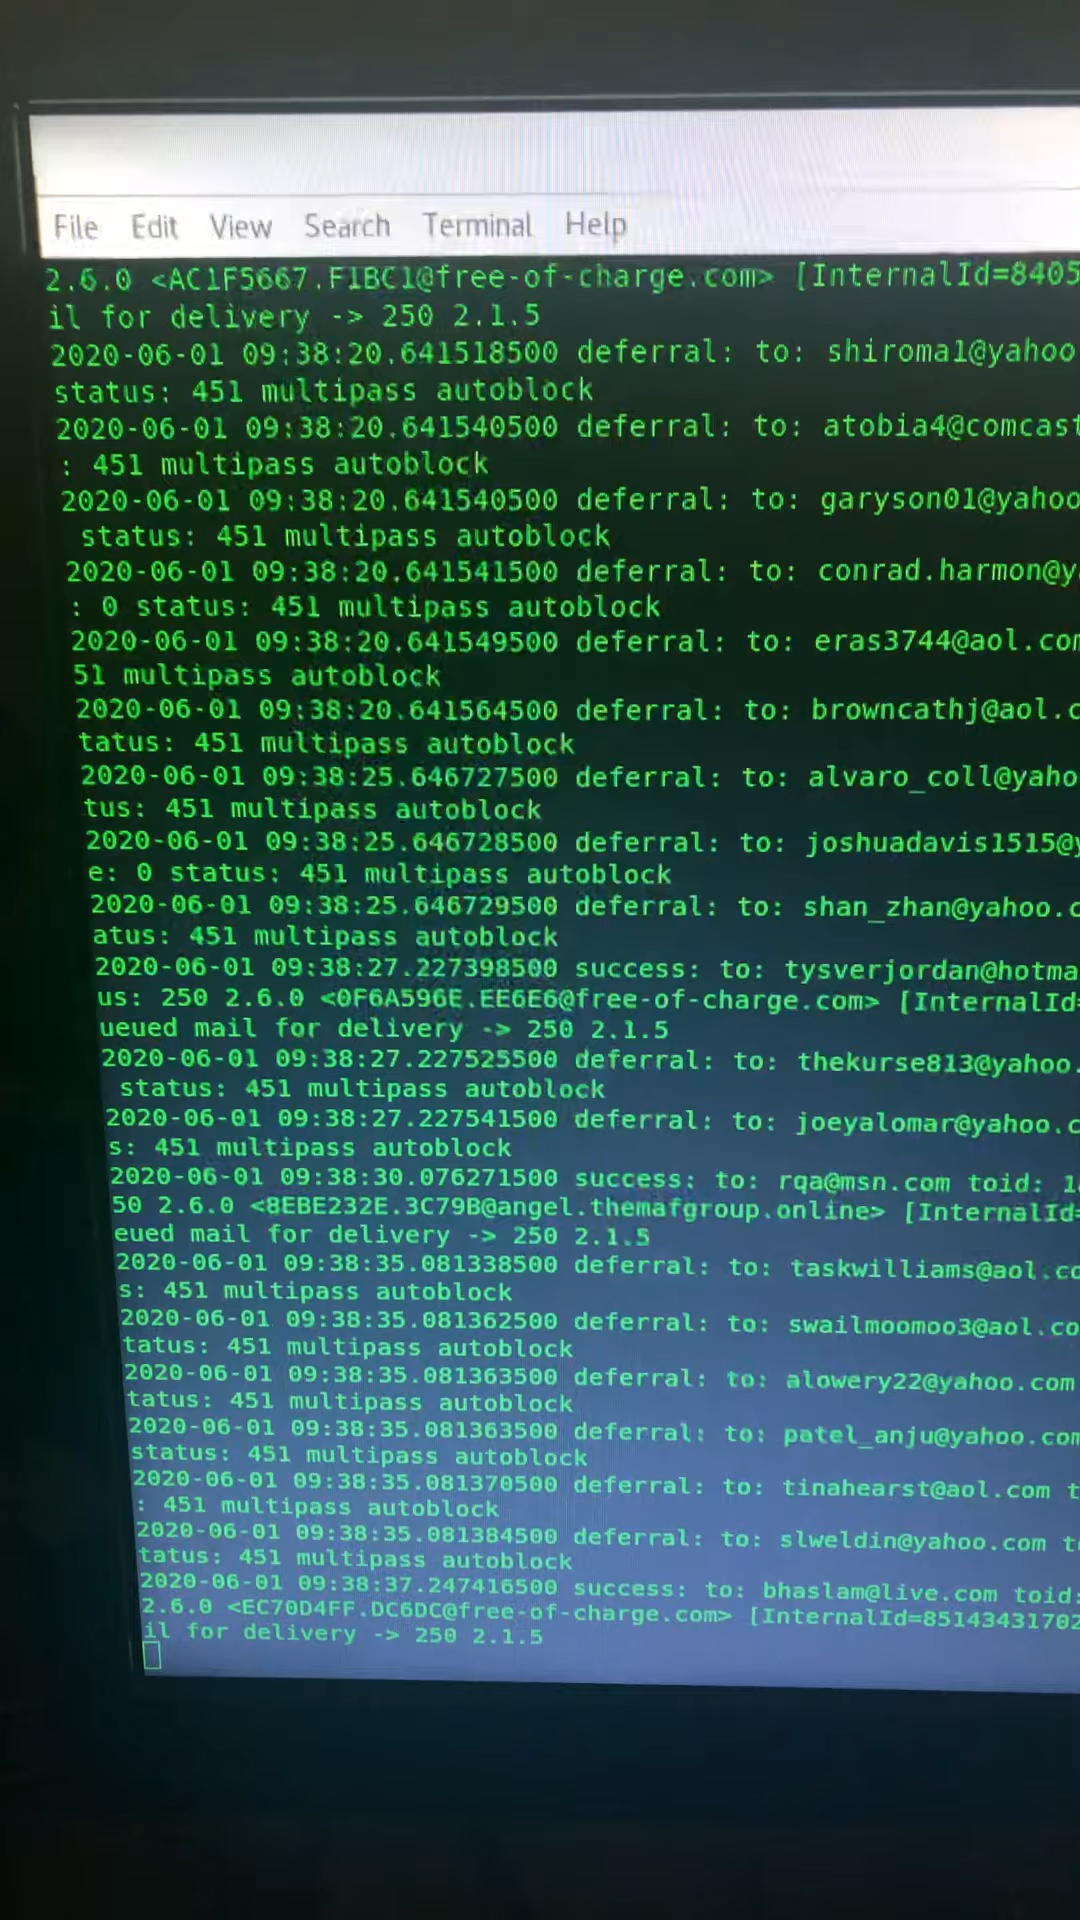 File Edit View Search Terminal Help
2.6.0 <AC1F5667.F1BC1@free-of-charge.com> [InternalId=8405
il for delivery -> 250 2.1.5
2020-06-01 09:38:20.641518500 deferral: to: shiroma1@yahoo
status: 451 multipass autoblock
2020-06-01 09:38:20.641540500 deferral: to: atobia4@comcast
: 451 multipass autoblock
2020-06-01 09:38:20.641540500 deferral: to: garyson01@yahoo
status: 451 multipass autoblock
2020-06-01 09:38:20.641541500 deferral: to: conrad.harmon@y
: 0 status: 451 multipass autoblock
2020-06-01 09:38:20.641549500 deferral: to: eras3744@aol.com
51 multipass autoblock
2020-06-01 09:38:20.641564500 deferral: to: browncathj@aol.c
tatus: 451 multipass autoblock
2020-06-01 09:38:25.646727500 deferral: to: alvaro_coll@yaho
tus: 451 multipass autoblock
2020-06-01 09:38:25.646728500 deferral: to: joshuadavis1515@y
e: 0 status: 451 multipass autoblock
2020-06-01 09:38:25.646729500 deferral: to: shan_zhan@yahoo.c
atus: 451 multipass autoblock
2020-06-01 09:38:27.227398500 success: to: tysverjordan@hotma
us: 250 2.6.0 <0F6A596E.EE6E6@free-of-charge.com> [InternalId=
ueued mail for delivery -> 250 2.1.5
2020-06-01 09:38:27.227525500 deferral: to: thekurse813@yahoo.
status: 451 multipass autoblock
2020-06-01 09:38:27.227541500 deferral: to: joeyalomar@yahoo.c
s: 451 multipass autoblock
2020-06-01 09:38:30.076271500 success: to: rqa@msn.com toid: 1
50 2.6.0 <8EBE232E.3C79B@angel.themafgroup.online> [InternalId=
eued mail for delivery -> 250 2.1.5
2020-06-01 09:38:35.081338500 deferral: to: taskwilliams@aol.co
s: 451 multipass autoblock
2020-06-01 09:38:35.081362500 deferral: to: swailmoomoo3@aol.co
tatus: 451 multipass autoblock
2020-06-01 09:38:35.081363500 deferral: to: alowery22@yahoo.com
tatus: 451 multipass autoblock
2020-06-01 09:38:35.081363500 deferral: to: patel_anju@yahoo.com
status: 451 multipass autoblock
2020-06-01 09:38:35.081370500 deferral: to: tinahearst@aol.com t
: 451 multipass autoblock
2020-06-01 09:38:35.081384500 deferral: to: slweldin@yahoo.com t
tatus: 451 multipass autoblock
2020-06-01 09:38:37.247416500 success: to: bhaslam@live.com toid:
2.6.0 <EC70D4FF.DC6DC@free-of-charge.com> [InternalId=8514343170​2
il for delivery -> 250 2.1.5